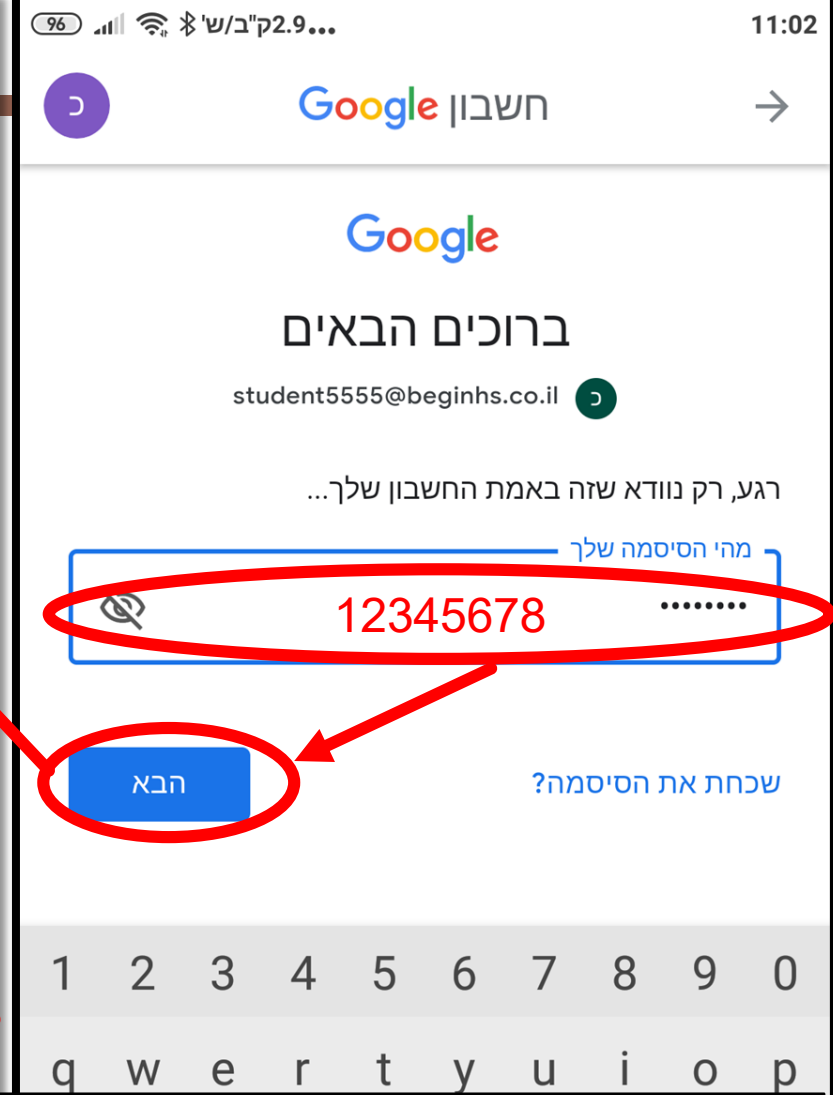 96 2.9ק"ב/ש'... 11:02
כ חשבון Google
Google
ברוכים הבאים
student5555@beginhs.co.il כ
רגע, רק נוודא שזה באמת החשבון שלך...
מהי הסיסמה שלך
•••••••• 12345678
שכחת את הסיסמה?
הבא
1 2 3 4 5 6 7 8 9 0
q w e r t y u i o p